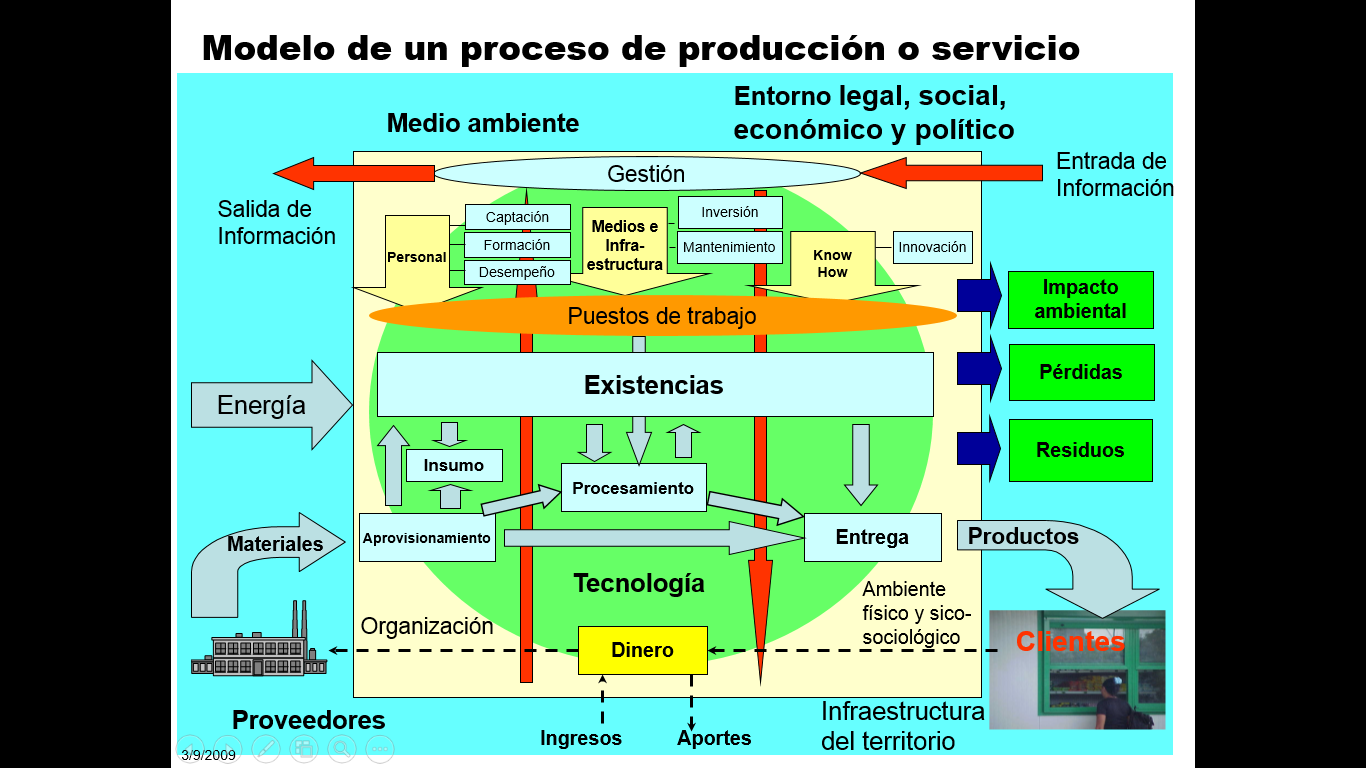 Modelo de un proceso de producción o servicio
Entorno legal, social,
económico y político
Medio ambiente
Entrada de
Información
Gestión
Salida de
Información
Captación
Formación
Desempeño
Personal
Medios e
Infra-
estructura
Inversión
Mantenimiento
Know
How
Innovación
Impacto
ambiental
Puestos de trabajo
Pérdidas
Existencias
Energía
Residuos
Insumo
Procesamiento
Materiales
Aprovisionamiento
Entrega
Productos
Tecnología
Ambiente
físico y sico-
sociológico
Organización
Dinero
Clientes
Proveedores
Ingresos
Aportes
Infraestructura
del territorio
3/9/2009